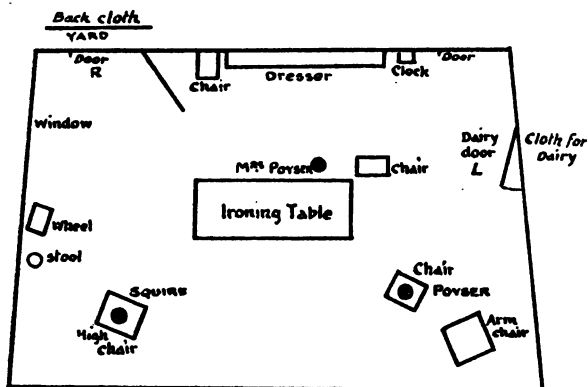 Back cloth
YARD
Door
R
Chair
Dresser
Clock
Door
Window
Dairy
door
L
Cloth for
Dairy
Mrs Poyser
Chair
Ironing Table
Wheel
Stool
Chair
POYSER
SQUIRE
High
Chair
Arm
chair